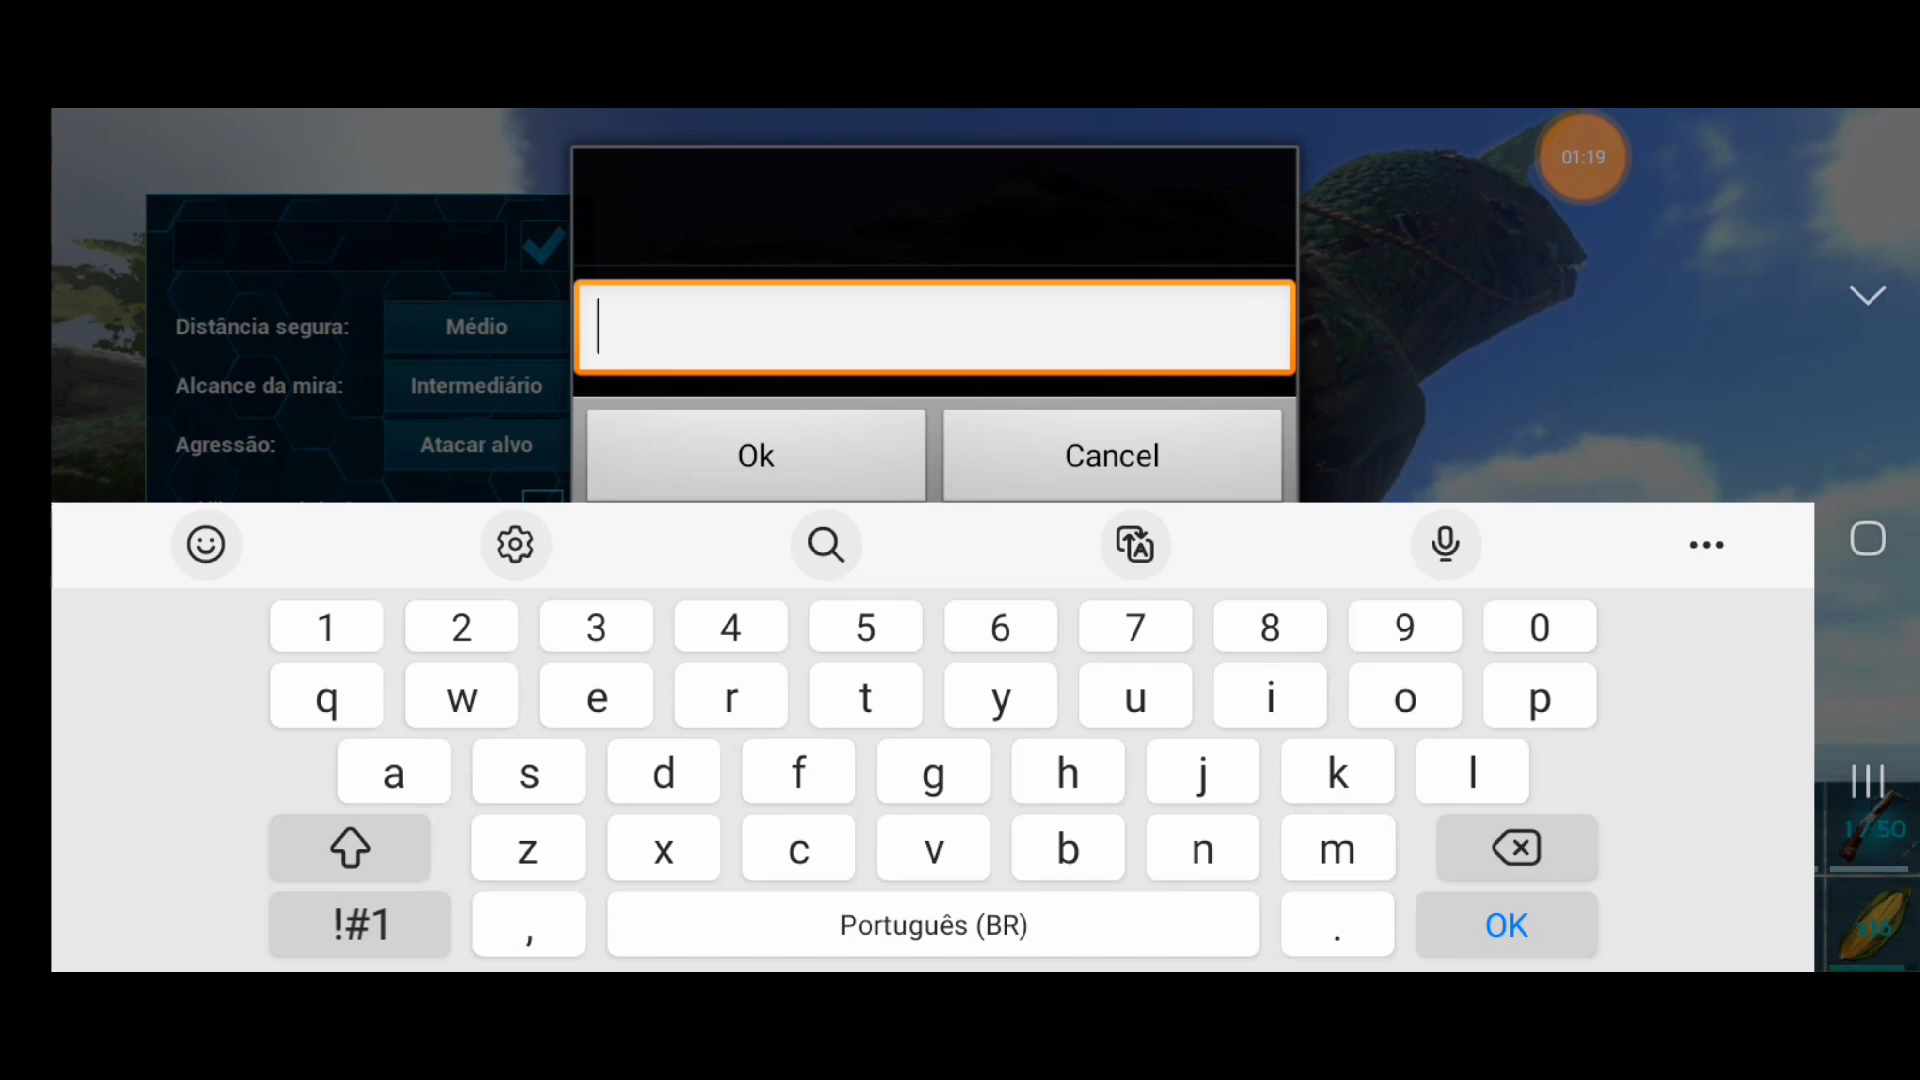 01:19
Distância segura: Médio
Alcance da mira: Intermediário
Agressão: Atacar alvo
Ok Cancel
1 2 3 4 5 6 7 8 9 0
q w e r t y u i o p
a s d f g h j k l
z x c v b n m
!#1 , Português (BR) . OK
x16